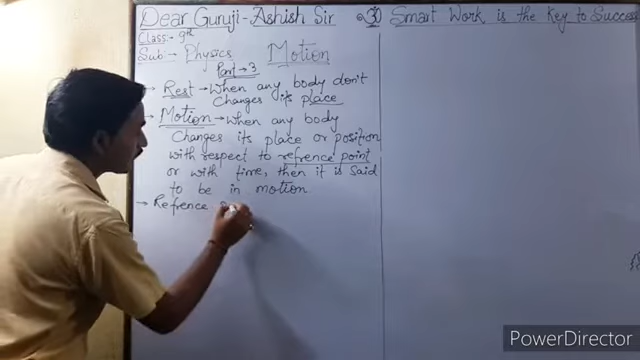 Dear Guruji - Ashish Sir ③ Smart Work is the Key to Success
Class:- 9th
Sub:- Physics Motion
Part → 3
→ Rest → When any body don't
Changes its place
→ Motion → When any body
Changes its place or position
with respect to refrence point
or with time, then it is said
to be in motion
→ Refrence
PowerDirector